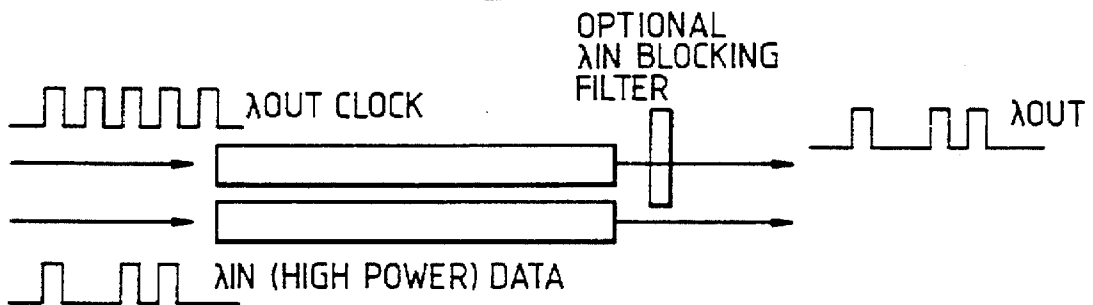 OPTIONAL
λIN BLOCKING
FILTER
λOUT CLOCK
λOUT
λIN (HIGH POWER) DATA